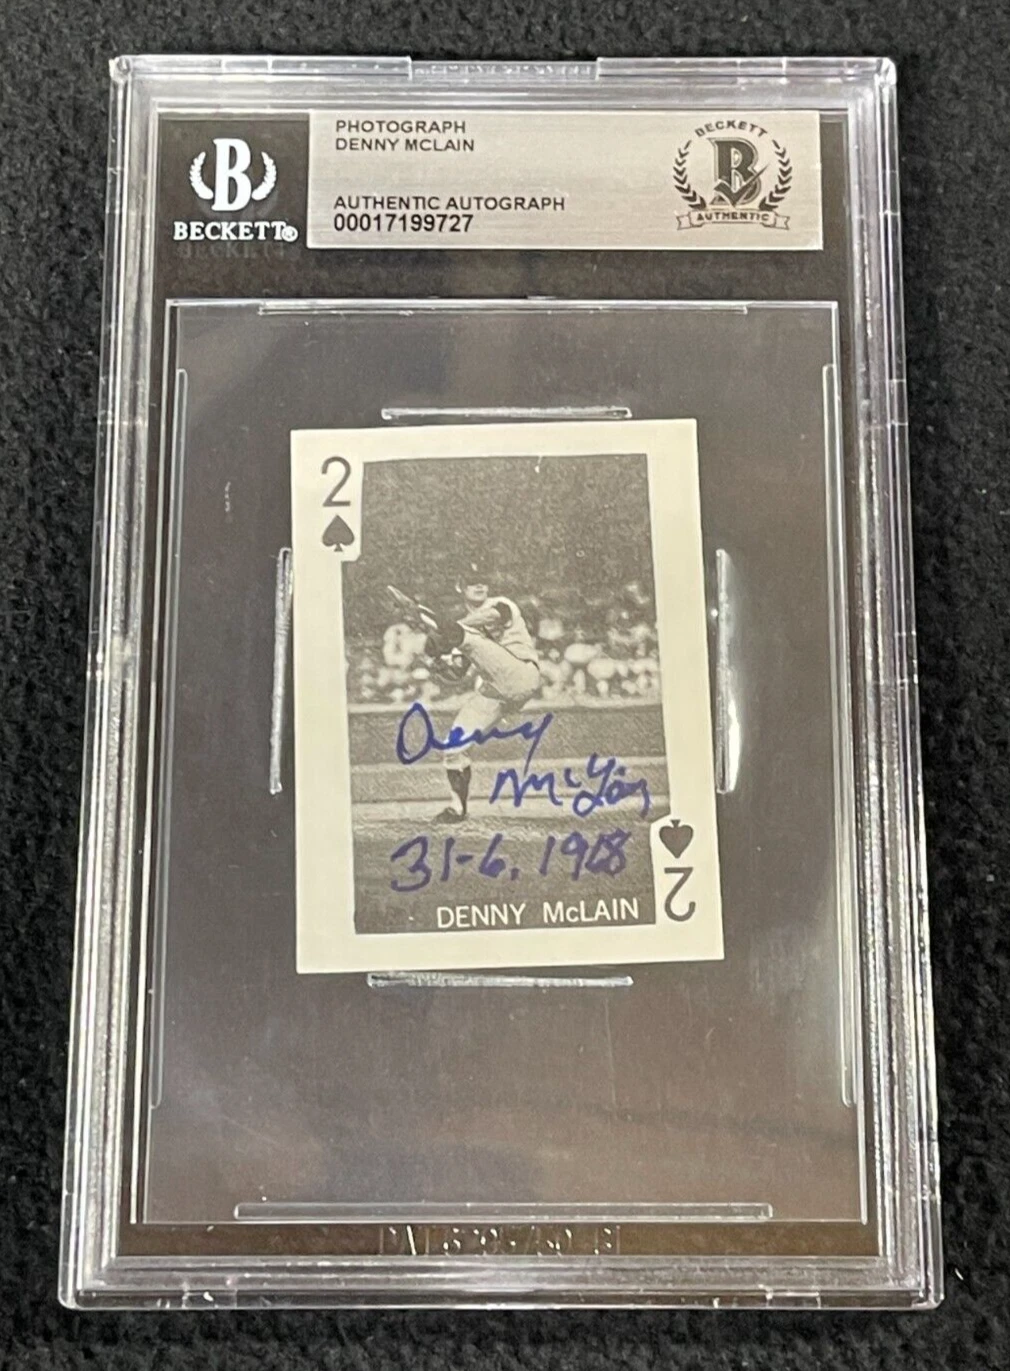 PHOTOGRAPH
DENNY MCLAIN
AUTHENTIC AUTOGRAPH
00017199727
B
BECKETT®
BECKETT
B
AUTHENTIC
2
Denny
McLain
31-6, 1968
DENNY McLAIN
2